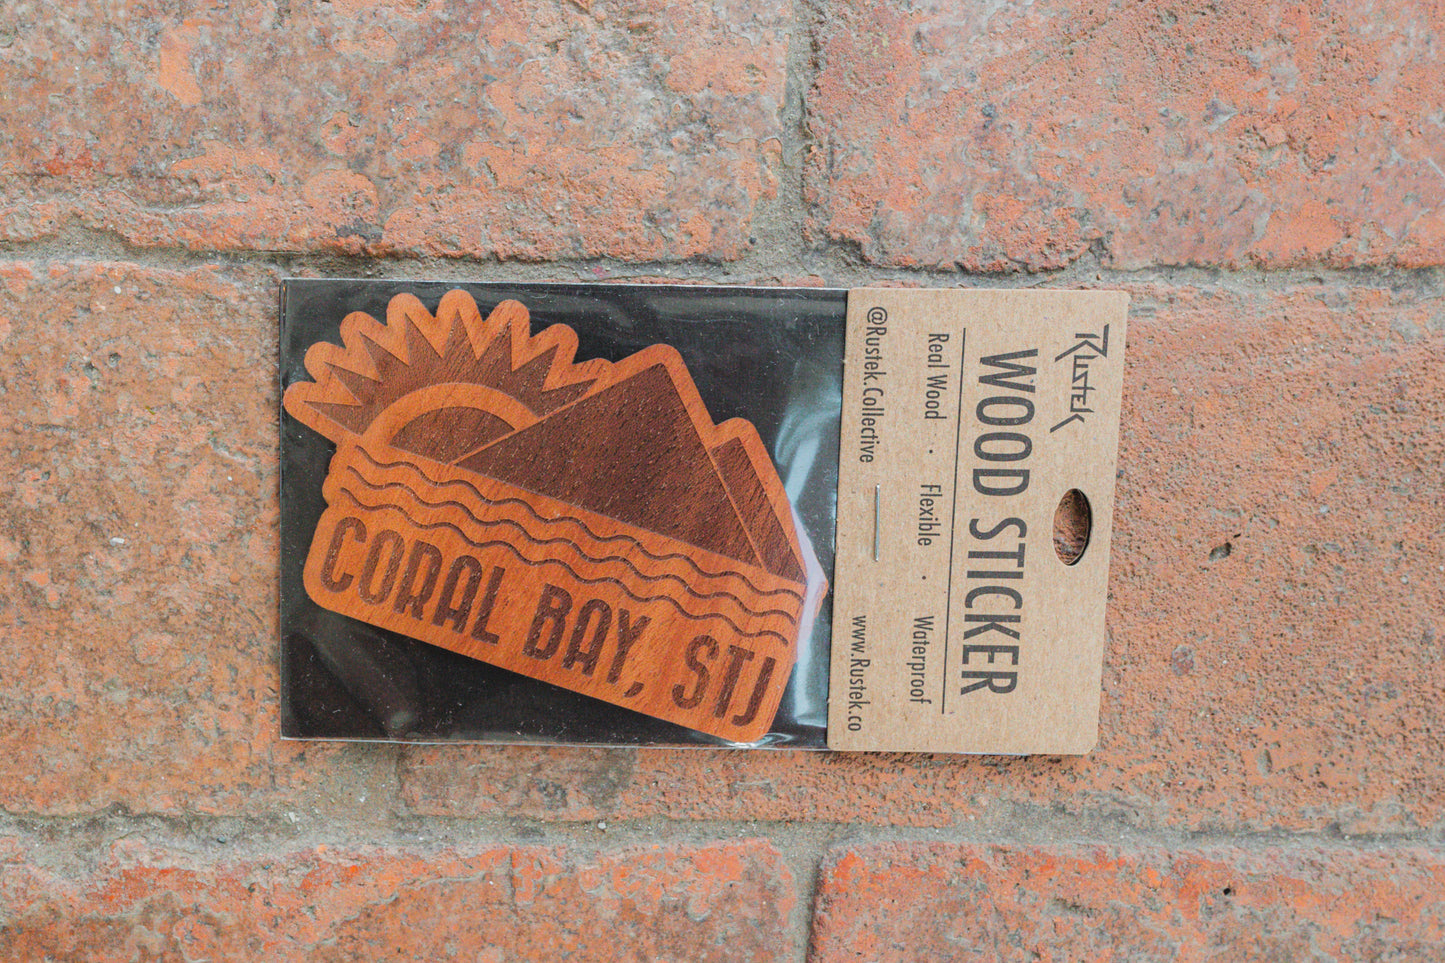 CORAL BAY, STJ
Rustek
WOOD STICKER
Real Wood · Flexible · Waterproof
@Rustek.Collective www.Rustek.co